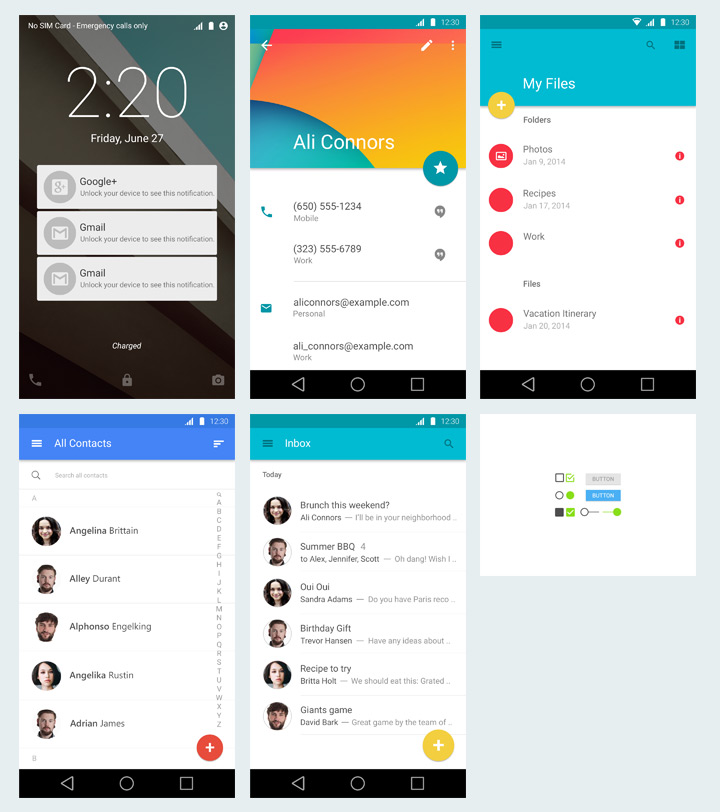 No SIM Card - Emergency calls only
2:20
Friday, June 27
Google+
Unlock your device to see this notification.
Gmail
Unlock your device to see this notification.
Gmail
Unlock your device to see this notification.
Charged
12:30
Ali Connors
(650) 555-1234
Mobile
(323) 555-6789
Work
aliconnors@example.com
Personal
ali_connors@example.com
Work
12:30
My Files
Folders
Photos
Jan 9, 2014
Recipes
Jan 17, 2014
Work
Files
Vacation Itinerary
Jan 20, 2014
12:30
All Contacts
Search all contacts
A
Angelina Brittain
Alley Durant
Alphonso Engelking
Angelika Rustin
Adrian James
B
A
B
C
D
E
F
G
H
I
J
K
L
M
N
O
P
Q
R
S
T
U
V
W
X
Y
Z
12:30
Inbox
Today
Brunch this weekend?
Ali Connors — I'll be in your neighborhood ..
Summer BBQ 4
to Alex, Jennifer, Scott — Oh dang! Wish I ..
Oui Oui
Sandra Adams — Do you have Paris reco ..
Birthday Gift
Trevor Hansen — Have any ideas about ..
Recipe to try
Britta Holt — We should eat this: Grated ..
Giants game
David Bark — Great game by the team of ..
BUTTON
BUTTON